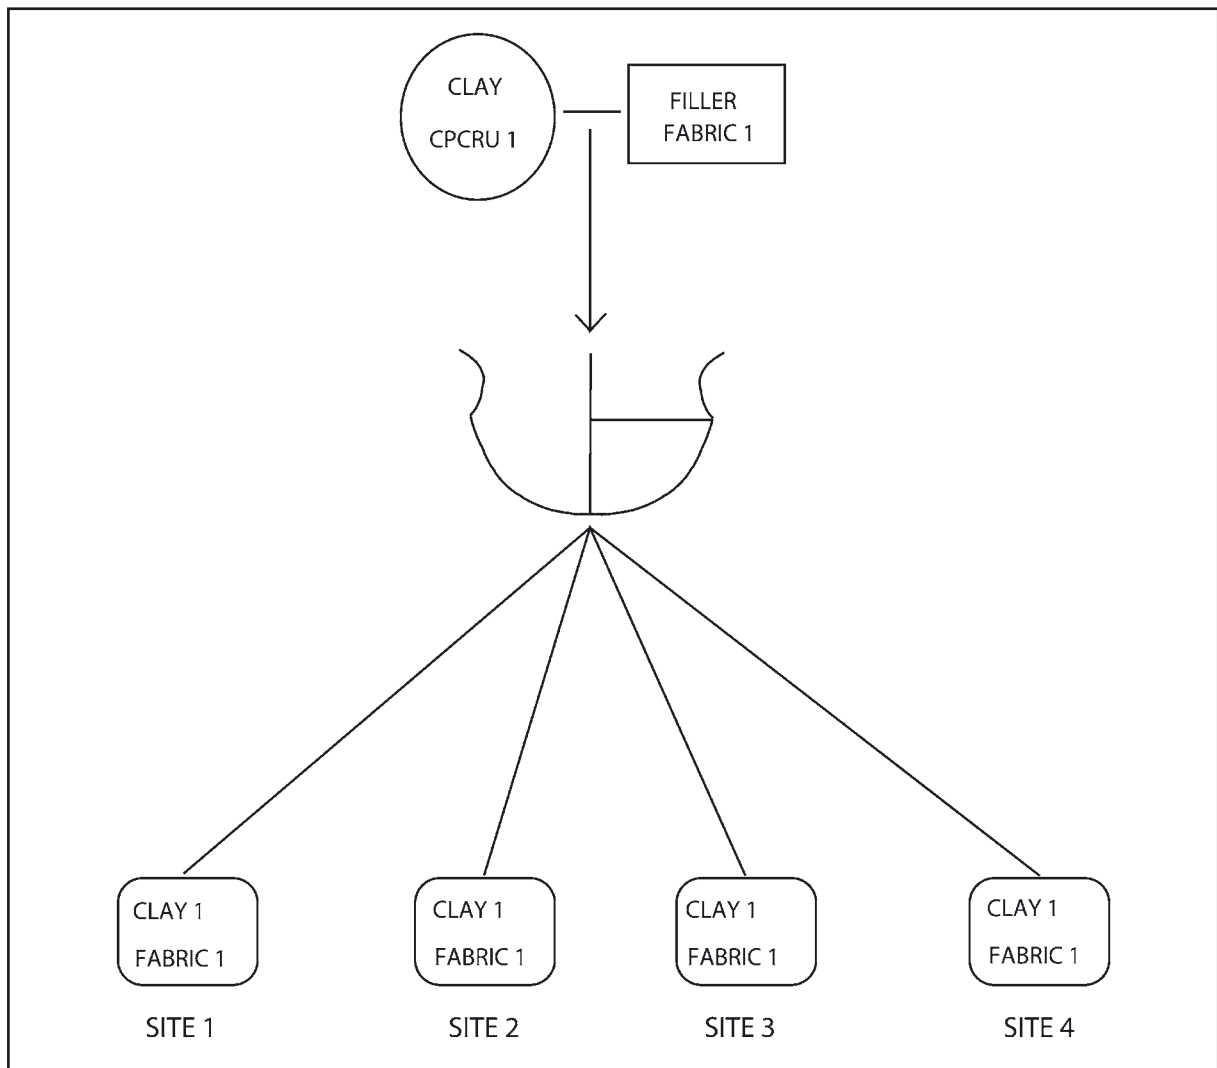 CLAY
CPCRU 1
FILLER
FABRIC 1
CLAY 1
FABRIC 1
SITE 1
CLAY 1
FABRIC 1
SITE 2
CLAY 1
FABRIC 1
SITE 3
CLAY 1
FABRIC 1
SITE 4